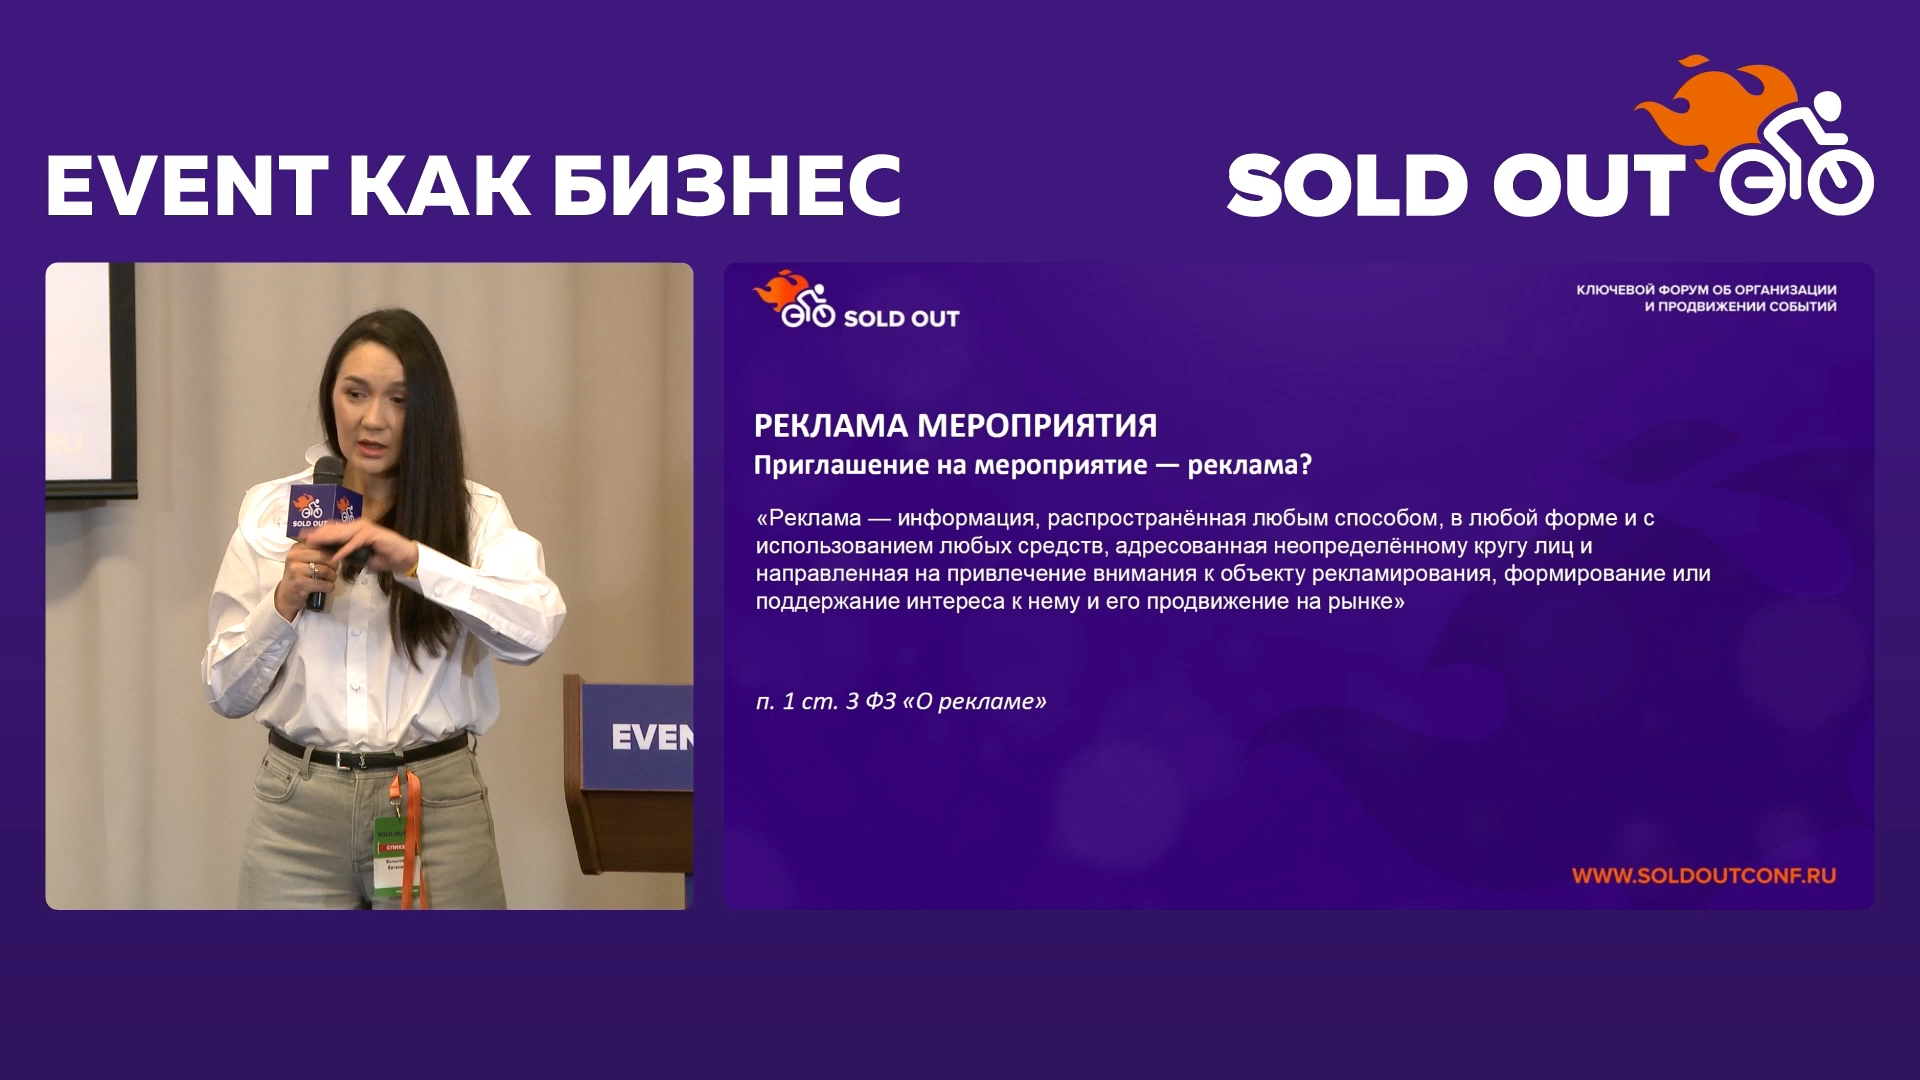 EVENT КАК БИЗНЕС
SOLD OUT
SOLD OUT
EVEN
SOLD OUT
КЛЮЧЕВОЙ ФОРУМ ОБ ОРГАНИЗАЦИИ
И ПРОДВИЖЕНИИ СОБЫТИЙ
РЕКЛАМА МЕРОПРИЯТИЯ
Приглашение на мероприятие — реклама?
«Реклама — информация, распространённая любым способом, в любой форме и с
использованием любых средств, адресованная неопределённому кругу лиц и
направленная на привлечение внимания к объекту рекламирования, формирование или
поддержание интереса к нему и его продвижение на рынке»
п. 1 ст. 3 ФЗ «О рекламе»
WWW.SOLDOUTCONF.RU